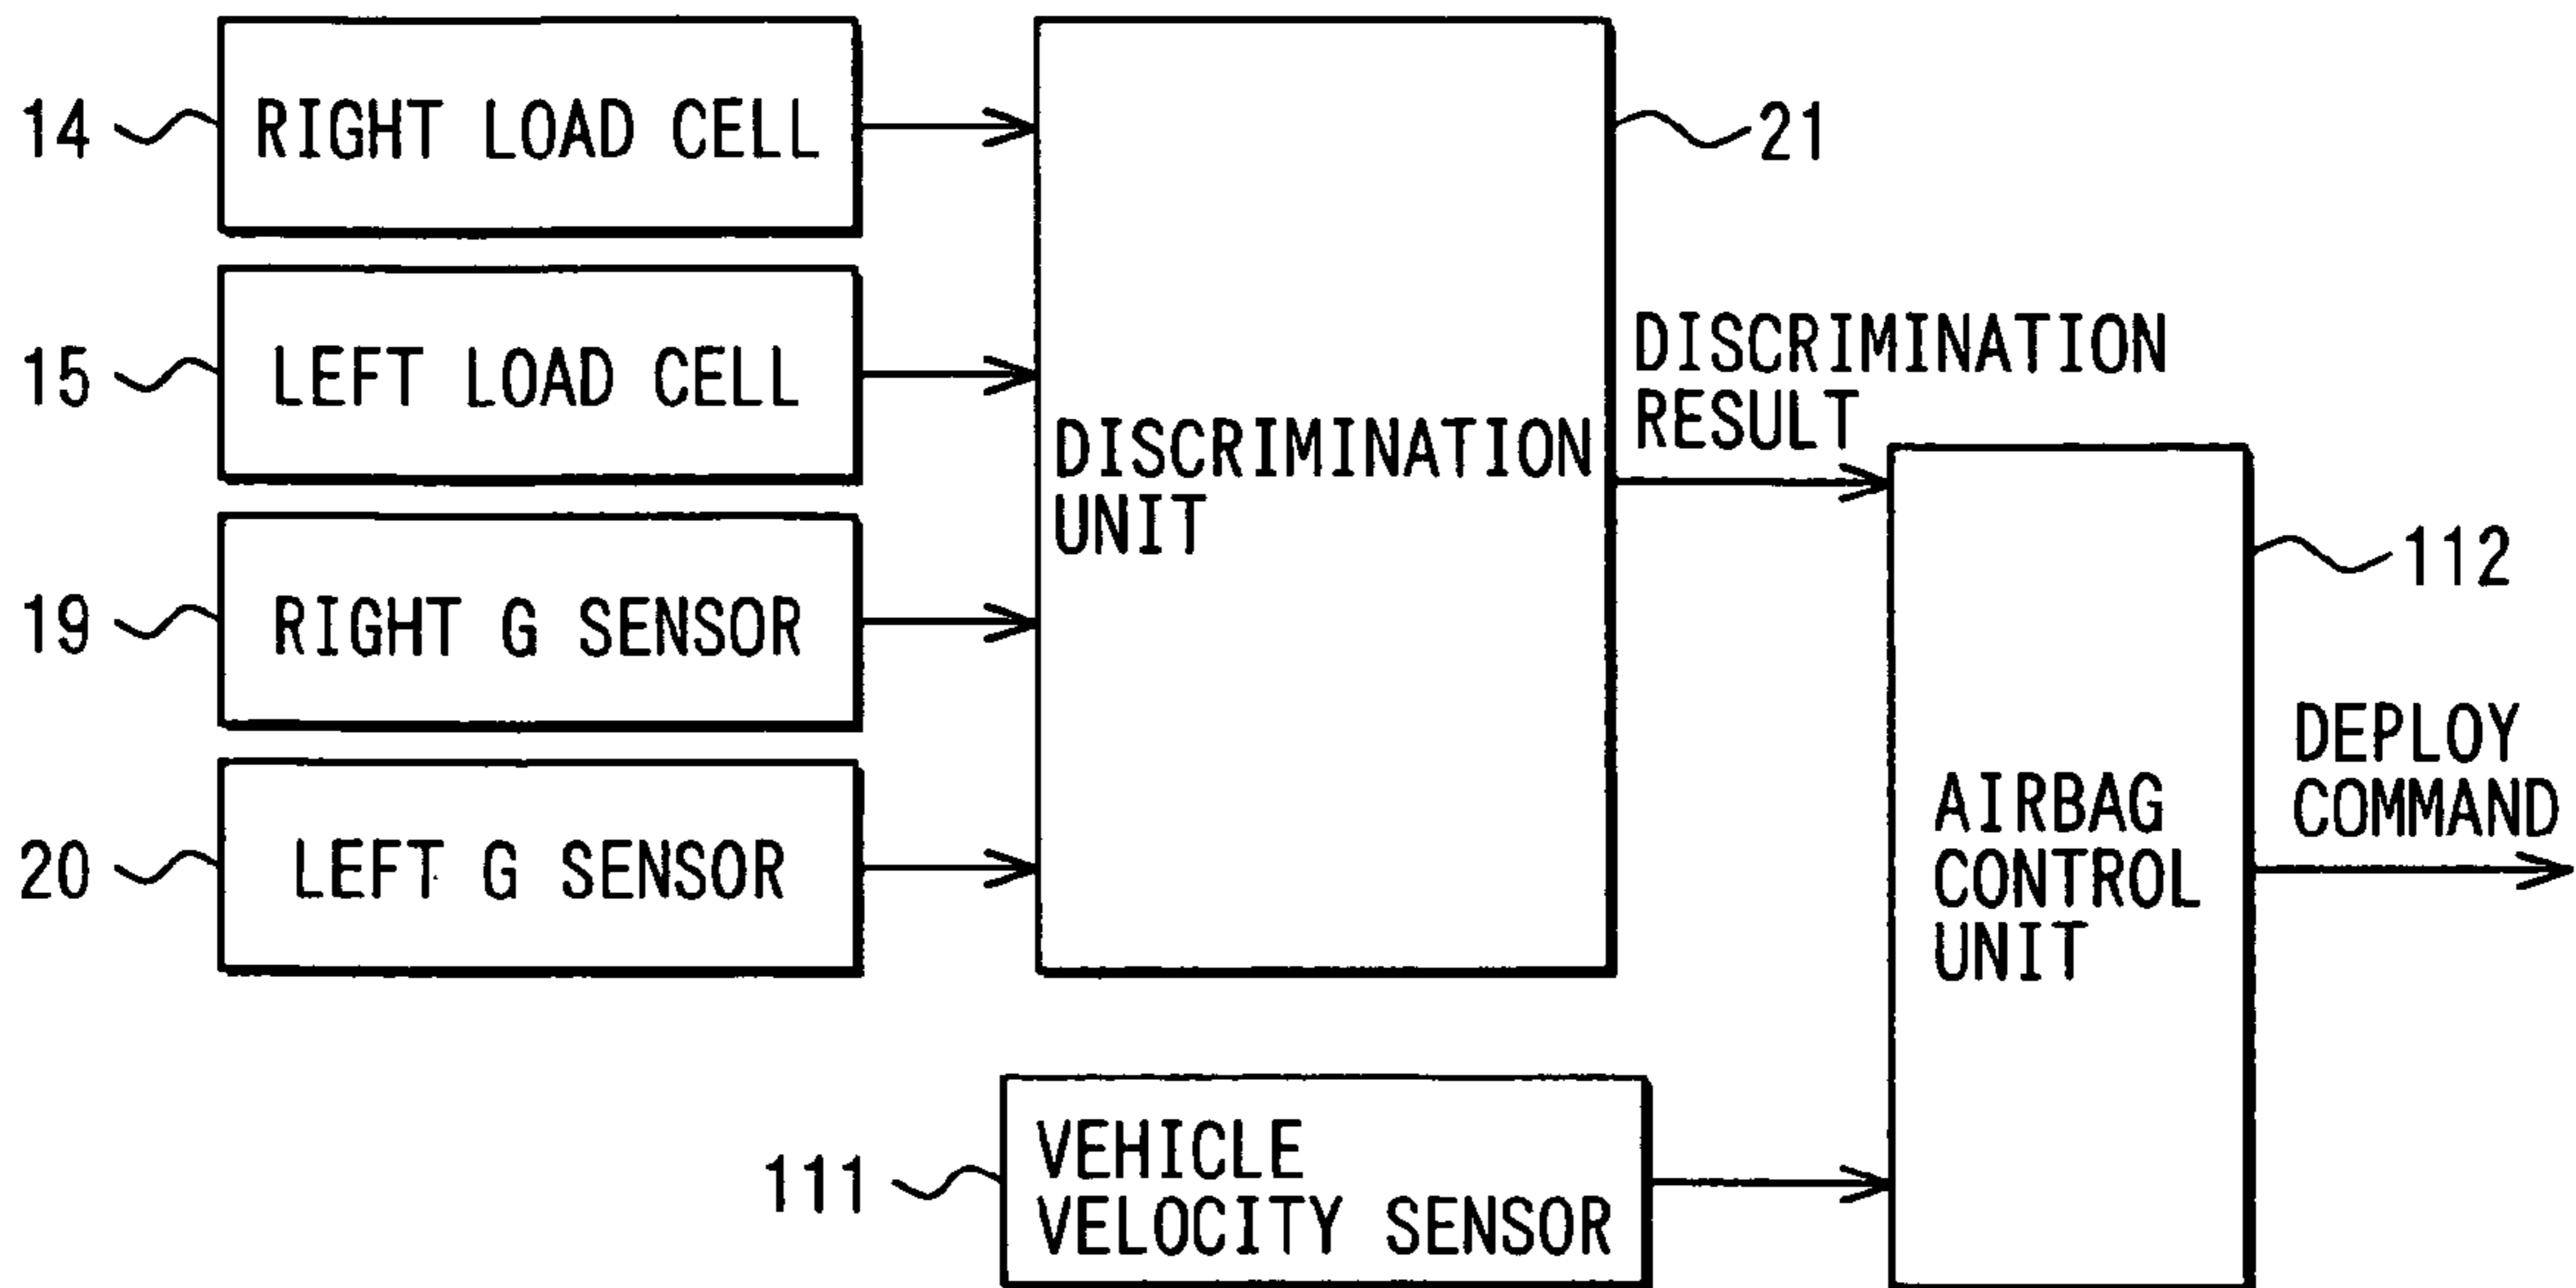 14
RIGHT LOAD CELL
15
LEFT LOAD CELL
19
RIGHT G SENSOR
20
LEFT G SENSOR
DISCRIMINATION
UNIT
21
DISCRIMINATION
RESULT
111
VEHICLE
VELOCITY SENSOR
AIRBAG
CONTROL
UNIT
112
DEPLOY
COMMAND